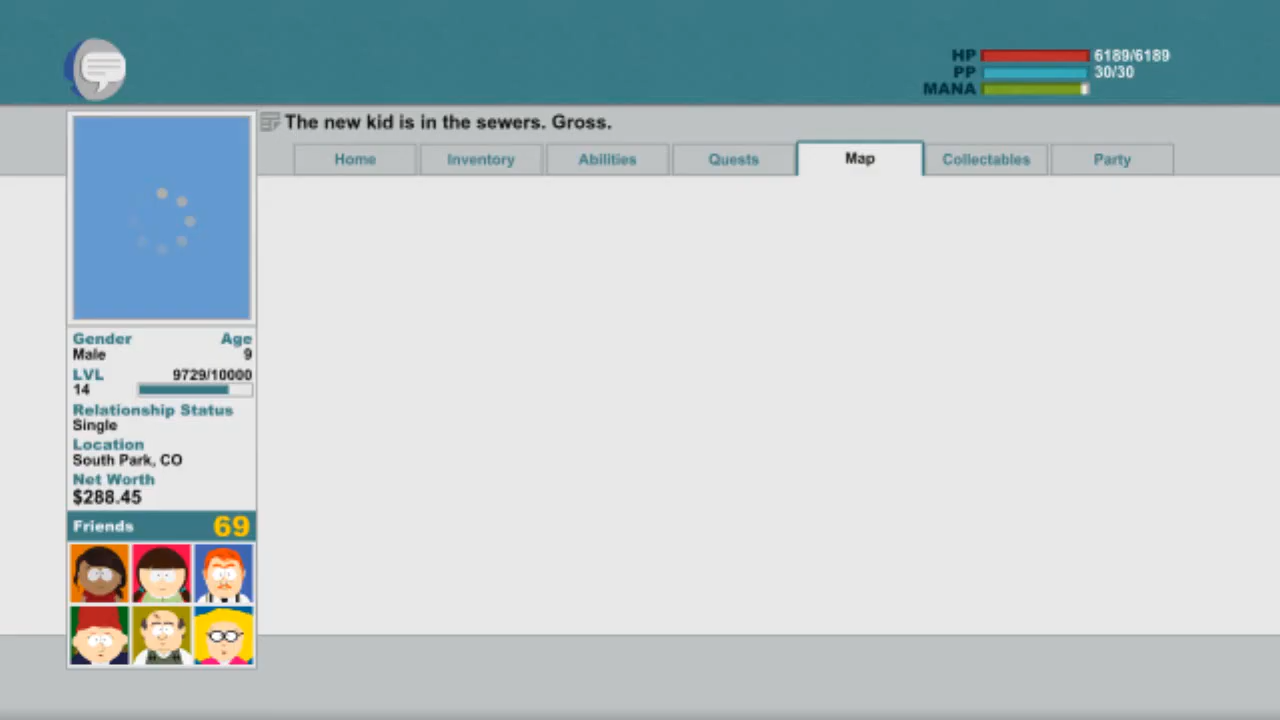 HP 6189/6189
PP 30/30
MANA
The new kid is in the sewers. Gross.
Home Inventory Abilities Quests Map Collectables Party
Gender Age
Male 9
LVL 9729/10000
14
Relationship Status
Single
Location
South Park, CO
Net Worth
$288.45
Friends 69